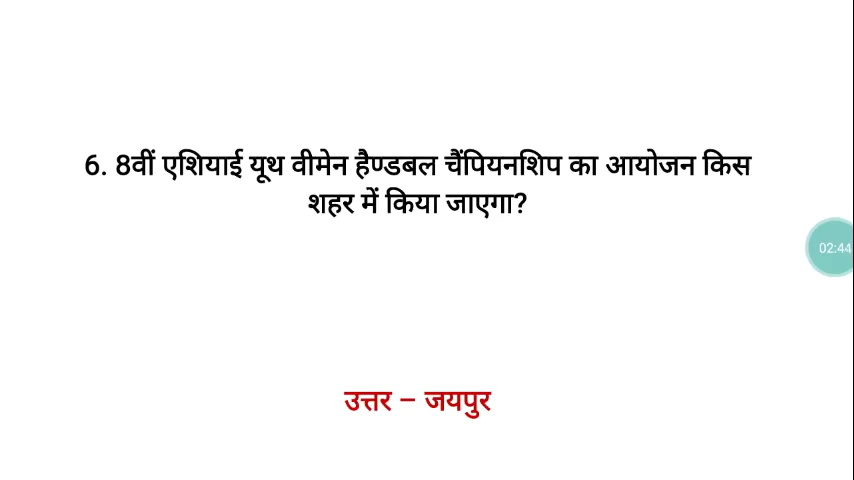 6. 8वीं एशियाई यूथ वीमेन हैण्डबल चैंपियनशिप का आयोजन किस
शहर में किया जाएगा?
02:44
उत्तर – जयपुर